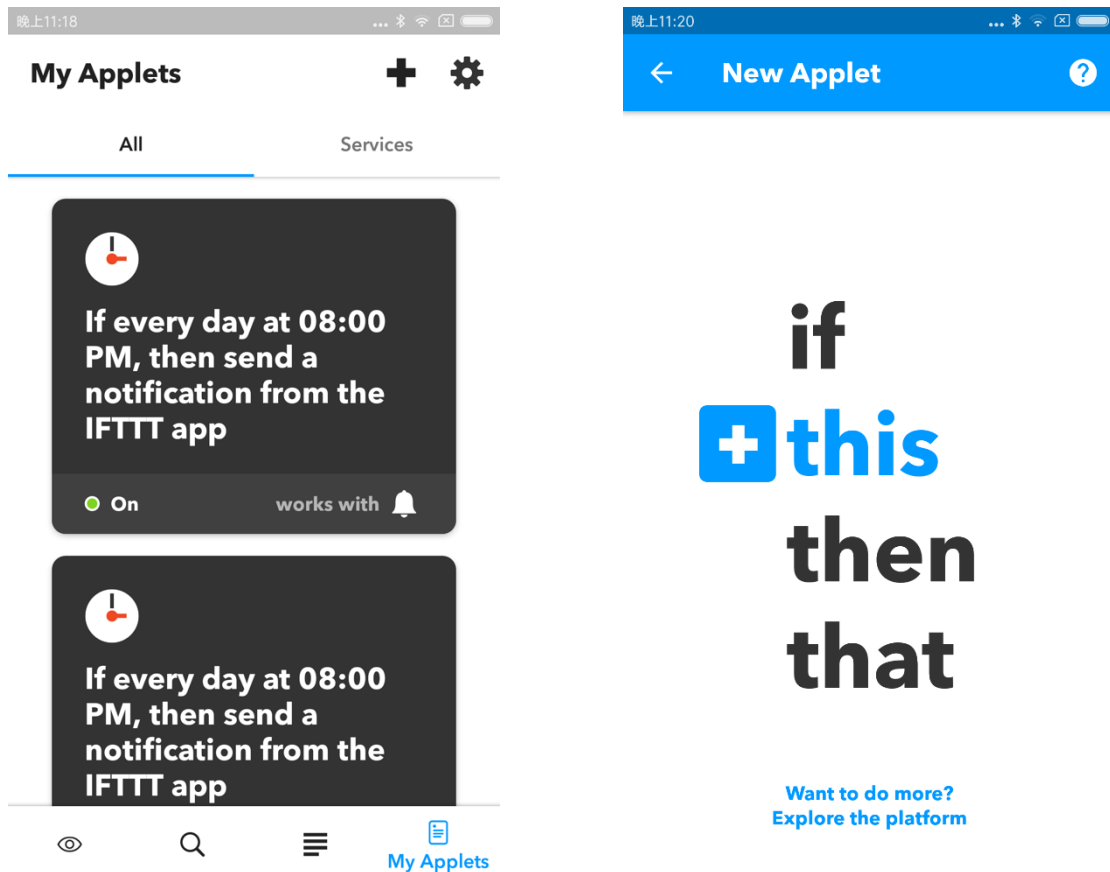 晚上11:18
My Applets
All
Services
If every day at 08:00
PM, then send a
notification from the
IFTTT app
On
works with
If every day at 08:00
PM, then send a
notification from the
IFTTT app
My Applets
晚上11:20
New Applet
?
if
this
then
that
Want to do more?
Explore the platform